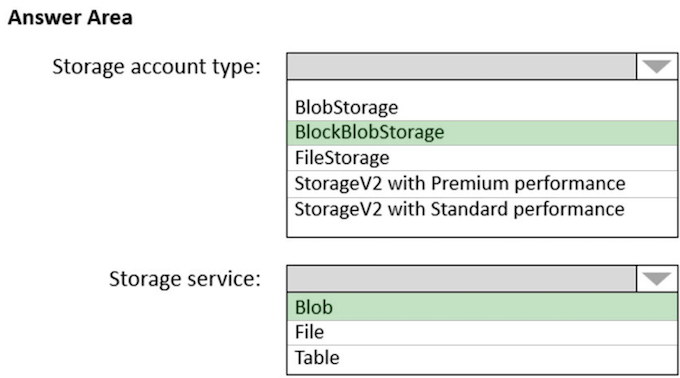 Answer Area
Storage account type:
BlobStorage
BlockBlobStorage
FileStorage
StorageV2 with Premium performance
StorageV2 with Standard performance
Storage service:
Blob
File
Table